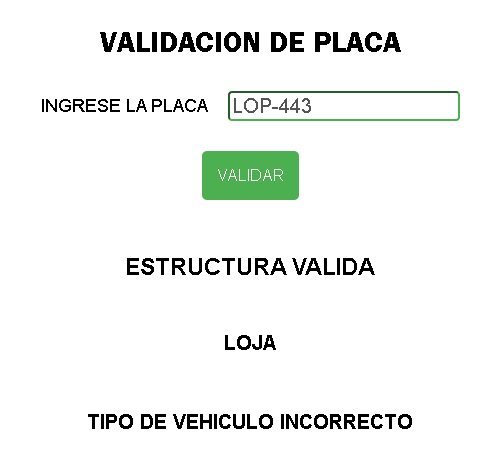 VALIDACION DE PLACA
INGRESE LA PLACA LOP-443
VALIDAR
ESTRUCTURA VALIDA
LOJA
TIPO DE VEHICULO INCORRECTO